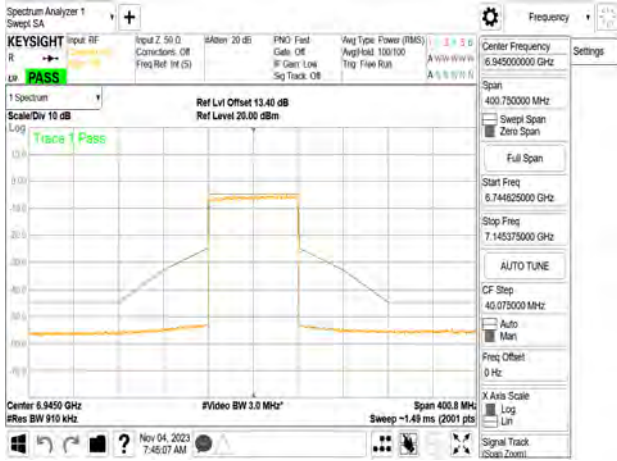 Spectrum Analyzer 1
Swept SA
+
Frequency
KEYSIGHT
Input: RF
R
PASS
Input Z: 50 Ω
Corrections: Off
Freq Ref: Int (S)
#Atten: 20 dB
PNO: Fast
Gate: Off
IF Gain: Low
Sig Track: Off
Avg Type: Power (RMS)
Avg|Hold: 100/100
Trig: Free Run
A W W W W W
Center Frequency
6.945000000 GHz
Settings
Span
400.750000 MHz
Swept Span
Zero Span
Full Span
Start Freq
6.744625000 GHz
Stop Freq
7.145375000 GHz
AUTO TUNE
CF Step
40.075000 MHz
Auto
Man
Freq Offset
0 Hz
X Axis Scale
Log
Lin
Signal Track
(Span Zoom)
1 Spectrum
Scale/Div 10 dB
Ref Lvl Offset 13.40 dB
Ref Level 20.00 dBm
Log
Trace 1 Pass
Center 6.9450 GHz
#Res BW 910 kHz
#Video BW 3.0 MHz*
Span 400.8 MHz
Sweep ~1.49 ms (2001 pts
?
Nov 04, 2023
7:45:07 AM